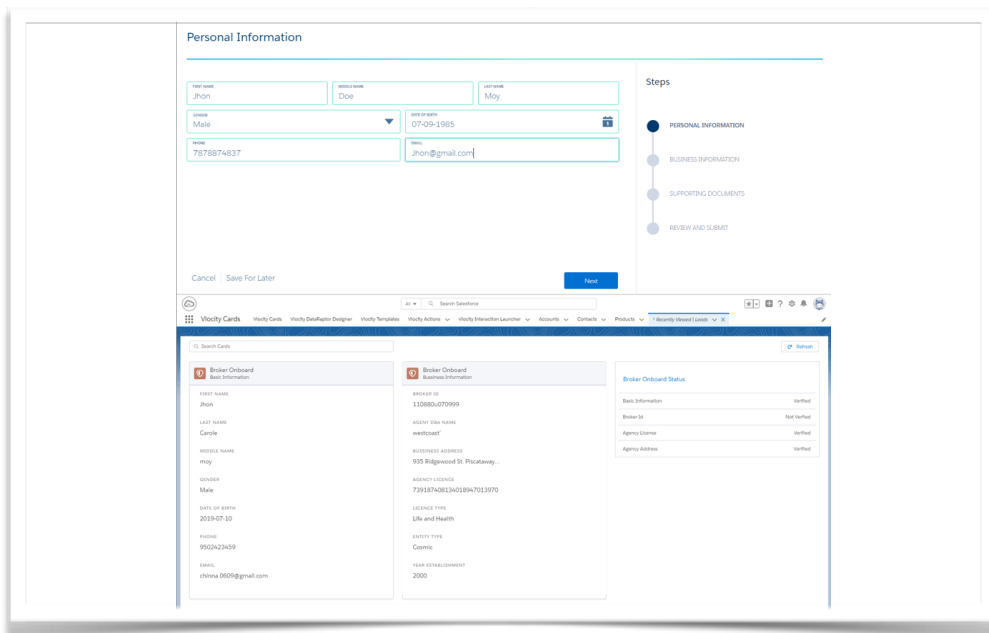 Personal Information
FIRST NAME MIDDLE NAME LAST NAME
Jhon Doe Moy
GENDER DATE OF BIRTH
Male 07-09-1985
PHONE EMAIL
7878874837 Jhon@gmail.com
Steps
PERSONAL INFORMATION
BUSINESS INFORMATION
SUPPORTING DOCUMENTS
REVIEW AND SUBMIT
Cancel Save For Later Next
All Search Salesforce
Vlocity Cards Vlocity Cards Vlocity DataRaptor Designer Vlocity Templates Vlocity Actions Vlocity Interaction Launcher Accounts Contacts Products * Recently Viewed | Leads
Search Cards Refresh
Broker Onboard
Basic Information
FIRST NAME
Jhon
LAST NAME
Carole
MIDDLE NAME
moy
GENDER
Male
DATE OF BIRTH
2019-07-10
PHONE
9502423459
EMAIL
chinna.0609@gmail.com
Broker Onboard
Bussiness Information
BROKER ID
AGENT DBA NAME
westcoast'
BUSSINESS ADDRESS
935 Ridgewood St. Piscataway...
AGENCY LICENCE
739187408134018947013970
LICENCE TYPE
Life and Health
ENTITY TYPE
Cosmic
YEAR ESTABLISHMENT
2000
Broker Onboard Status
Basic Information Verified
Broker Id Not Verified
Agency License Verified
Agency Address Verified